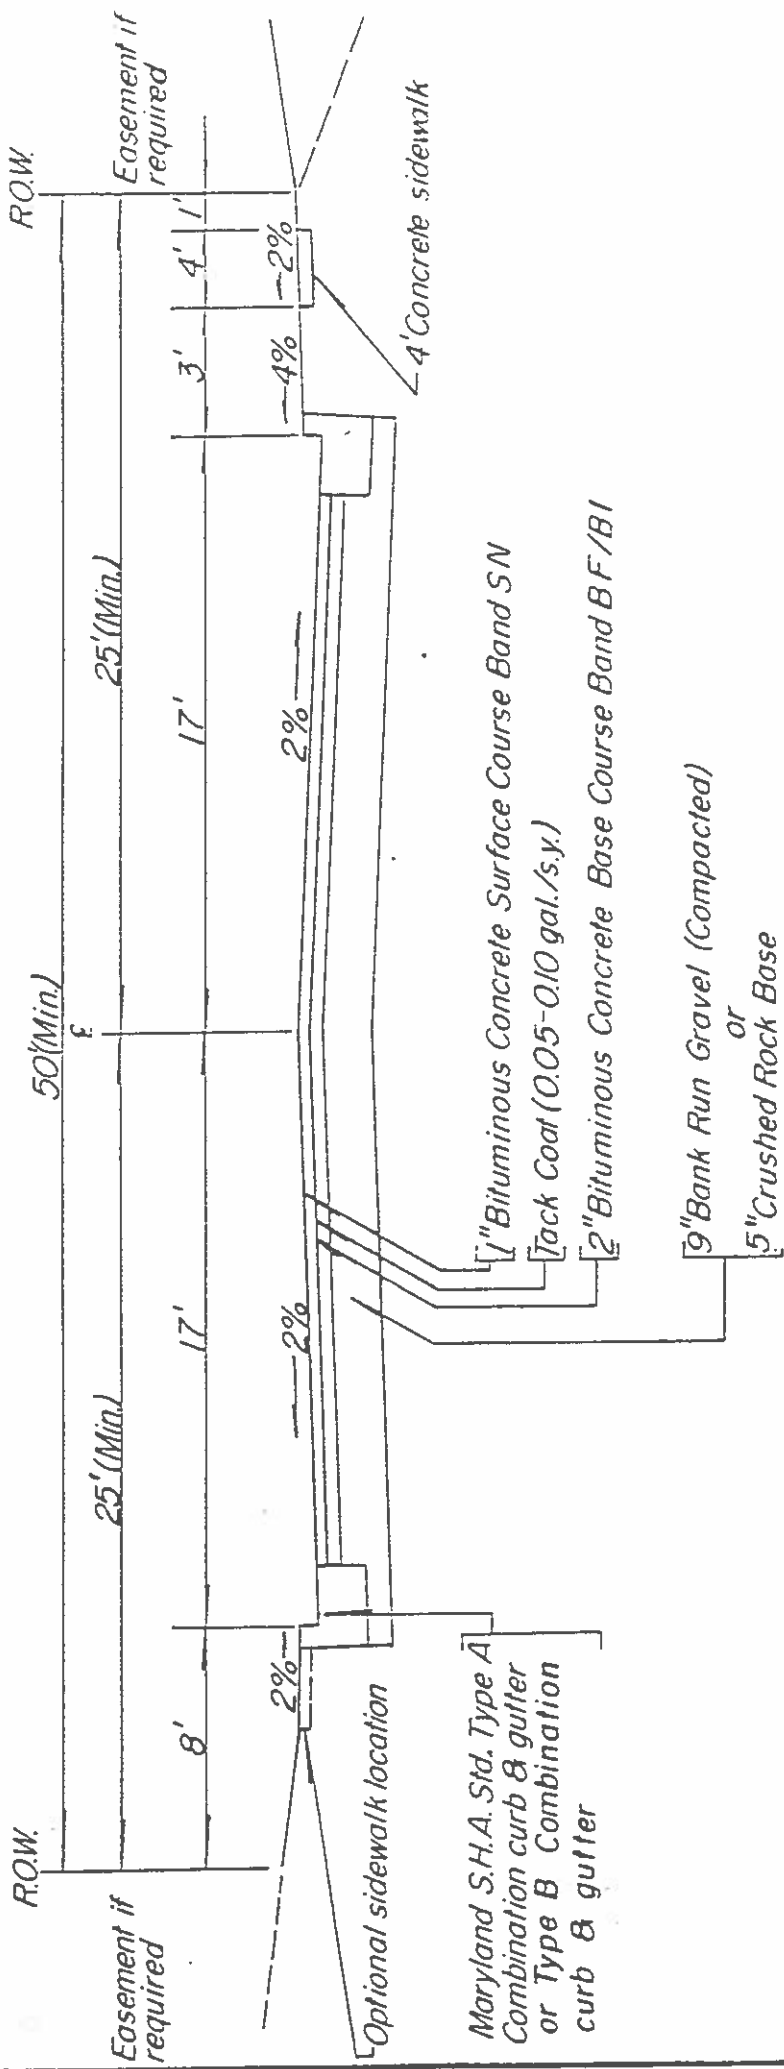 R.O.W.
R.O.W.
50'(Min.)
25'(Min.)
25'(Min.)
℄
Easement if
required
Easement if
required
8'
17'
17'
3'
4'
1'
2%
2%
2%
4%
2%
Optional sidewalk location
4' Concrete sidewalk
Maryland S.H.A. Std. Type A
Combination curb & gutter
or Type B Combination
curb & gutter
1" Bituminous Concrete Surface Course Band SN
Tack Coat (0.05-0.10 gal./s.y.)
2" Bituminous Concrete Base Course Band BF/BI
9" Bank Run Gravel (Compacted)
or
5" Crushed Rock Base